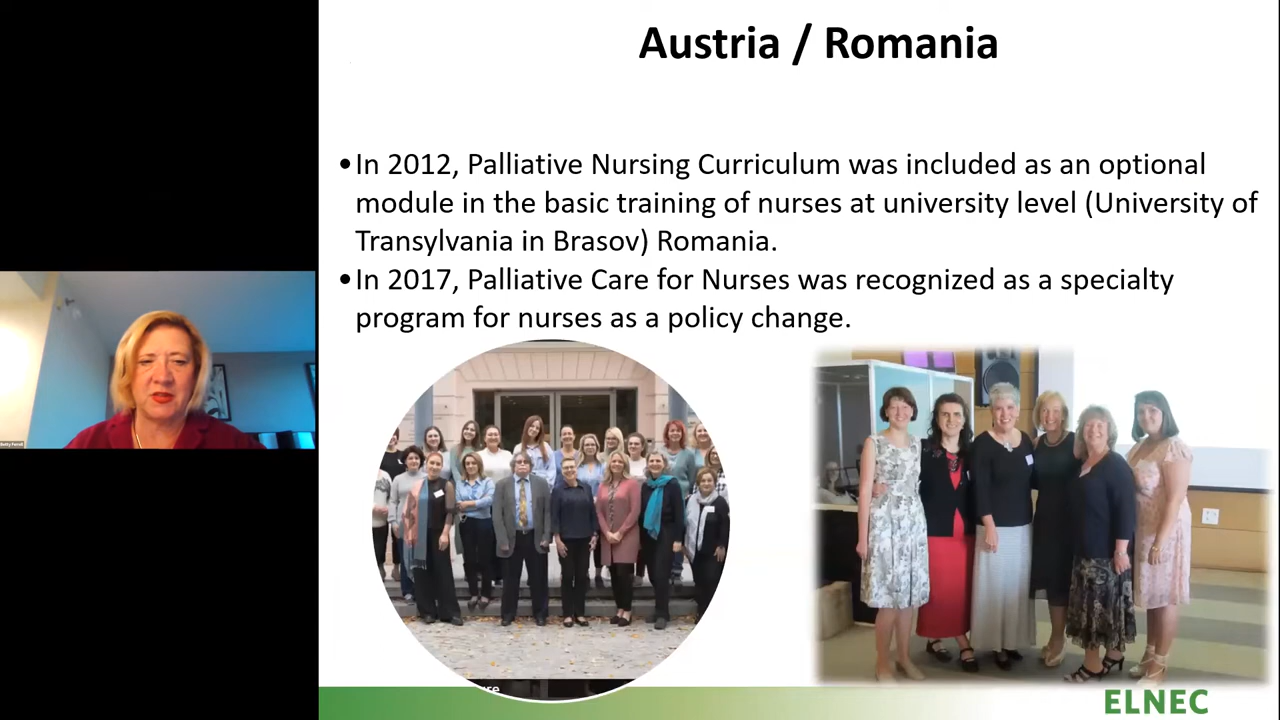 Austria / Romania
•In 2012, Palliative Nursing Curriculum was included as an optional
module in the basic training of nurses at university level (University of
Transylvania in Brasov) Romania.
•In 2017, Palliative Care for Nurses was recognized as a specialty
program for nurses as a policy change.
Betty Ferrell
ELNEC